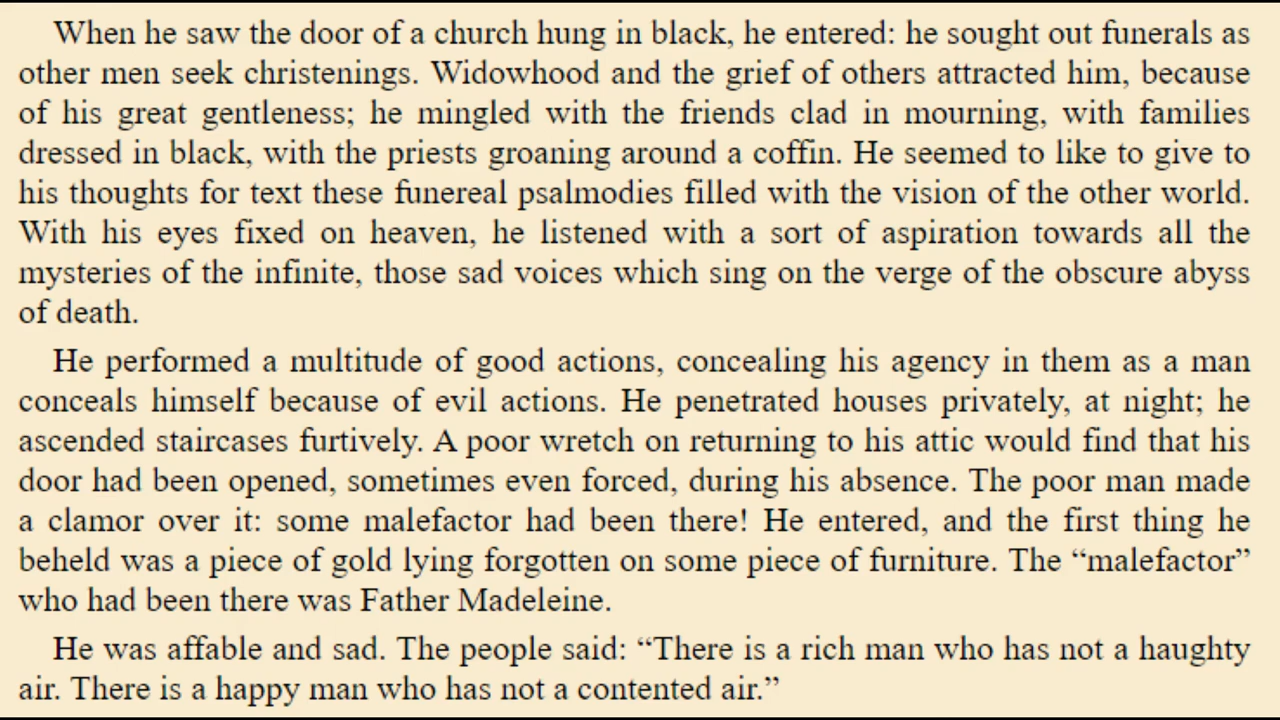 When he saw the door of a church hung in black, he entered: he sought out funerals as
other men seek christenings. Widowhood and the grief of others attracted him, because
of his great gentleness; he mingled with the friends clad in mourning, with families
dressed in black, with the priests groaning around a coffin. He seemed to like to give to
his thoughts for text these funereal psalmodies filled with the vision of the other world.
With his eyes fixed on heaven, he listened with a sort of aspiration towards all the
mysteries of the infinite, those sad voices which sing on the verge of the obscure abyss
of death.
He performed a multitude of good actions, concealing his agency in them as a man
conceals himself because of evil actions. He penetrated houses privately, at night; he
ascended staircases furtively. A poor wretch on returning to his attic would find that his
door had been opened, sometimes even forced, during his absence. The poor man made
a clamor over it: some malefactor had been there! He entered, and the first thing he
beheld was a piece of gold lying forgotten on some piece of furniture. The “malefactor”
who had been there was Father Madeleine.
He was affable and sad. The people said: “There is a rich man who has not a haughty
air. There is a happy man who has not a contented air.”